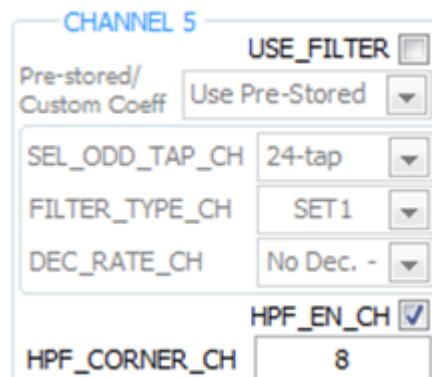 CHANNEL 5
USE_FILTER
Pre-stored/
Custom Coeff Use Pre-Stored
SEL_ODD_TAP_CH 24-tap
FILTER_TYPE_CH SET1
DEC_RATE_CH No Dec. -
HPF_EN_CH
HPF_CORNER_CH 8